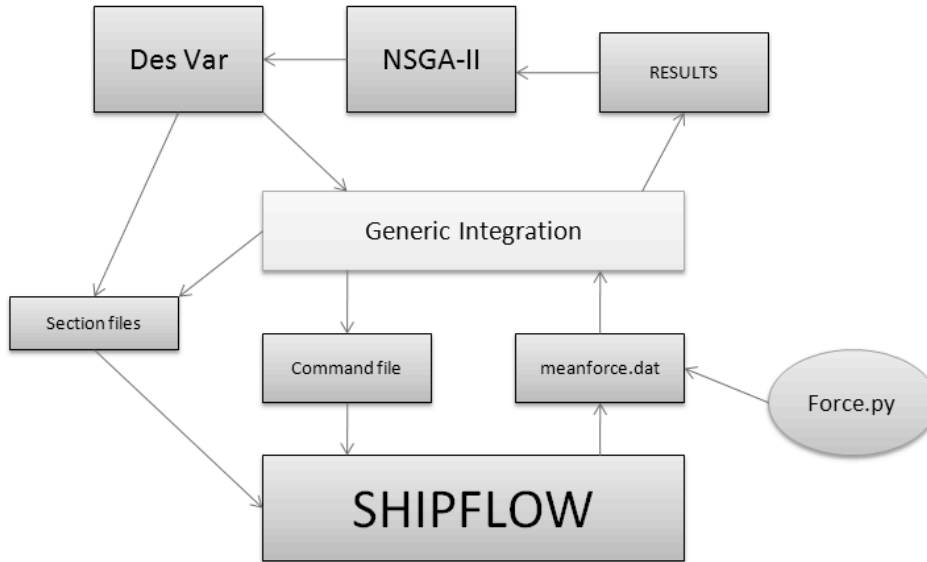 Des Var
NSGA-II
RESULTS
Generic Integration
Section files
Command file
meanforce.dat
Force.py
SHIPFLOW